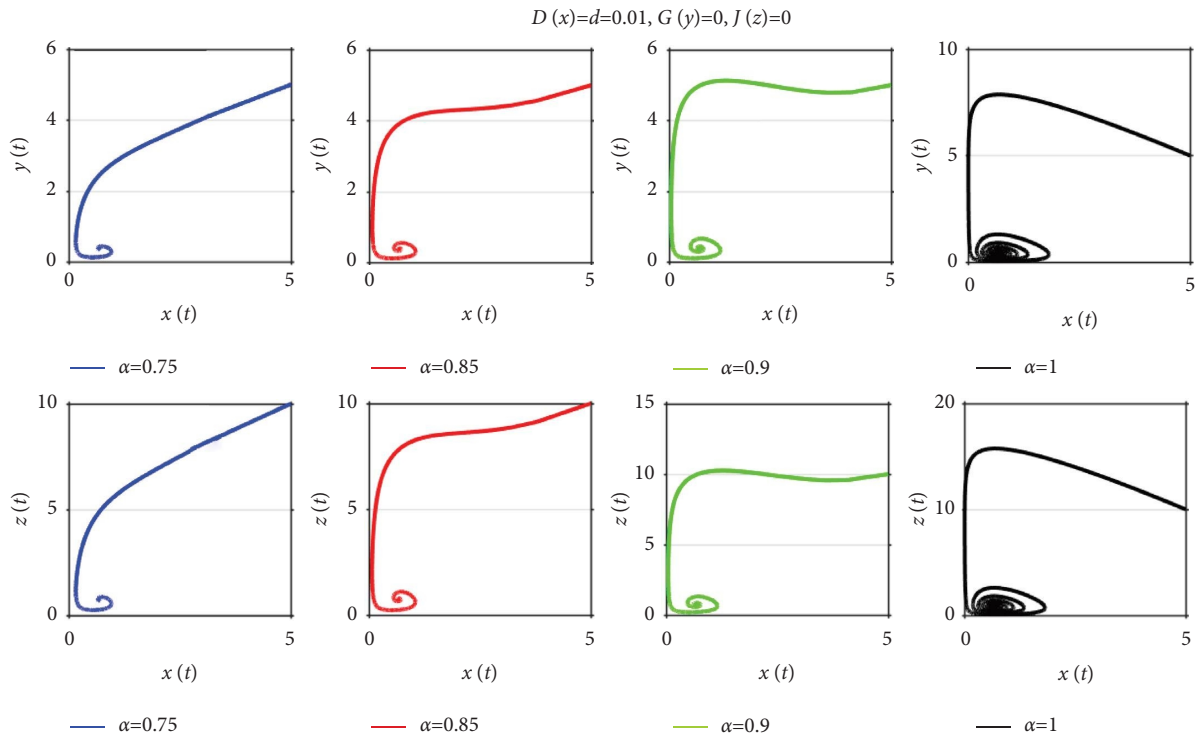 D (x)=d=0.01, G (y)=0, J (z)=0
6
4
2
0
y (t)
0
5
x (t)
α=0.75
6
4
2
0
y (t)
0
5
x (t)
α=0.85
6
4
2
0
y (t)
0
5
x (t)
α=0.9
10
5
0
y (t)
0
5
x (t)
α=1
10
5
0
z (t)
0
5
x (t)
α=0.75
10
5
0
z (t)
0
5
x (t)
α=0.85
15
10
5
0
z (t)
0
5
x (t)
α=0.9
20
10
0
z (t)
0
5
x (t)
α=1